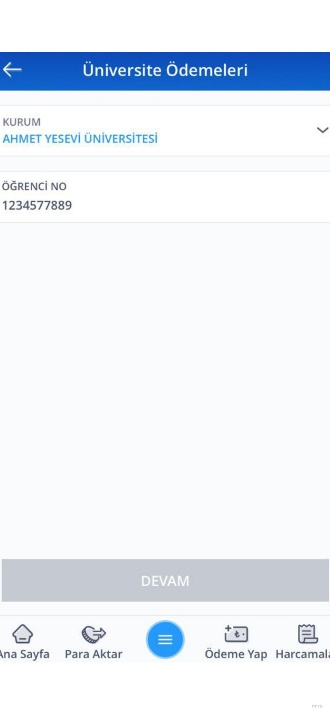 Üniversite Ödemeleri
KURUM
AHMET YESEVİ ÜNİVERSİTESİ
ÖĞRENCİ NO
1234577889
DEVAM
Ana Sayfa
Para Aktar
Ödeme Yap
Harcamala